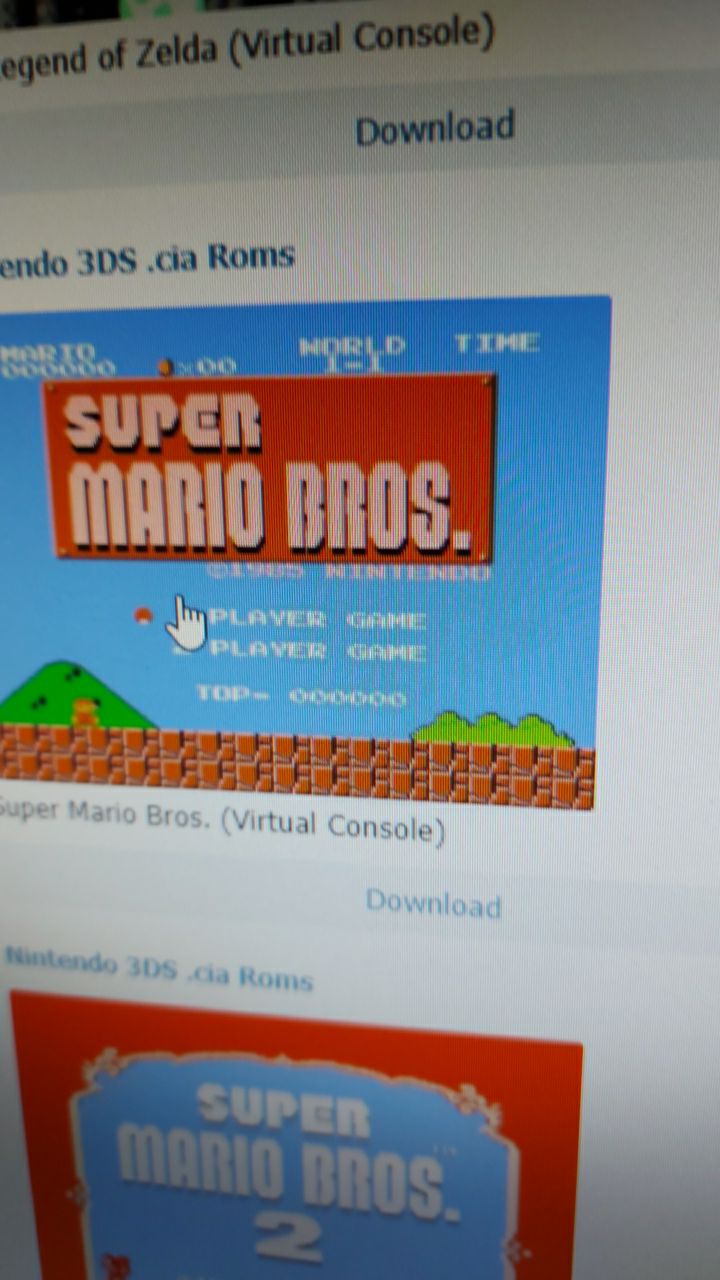 egend of Zelda (Virtual Console)
Download
endo 3DS .cia Roms
MARIO WORLD TIME
000000 ×00 1-1
SUPER
MARIO BROS.
©1985 NINTENDO
PLAYER GAME
PLAYER GAME
TOP- 000000
Super Mario Bros. (Virtual Console)
Download
Nintendo 3DS .cia Roms
SUPER
MARIO BROS.
2